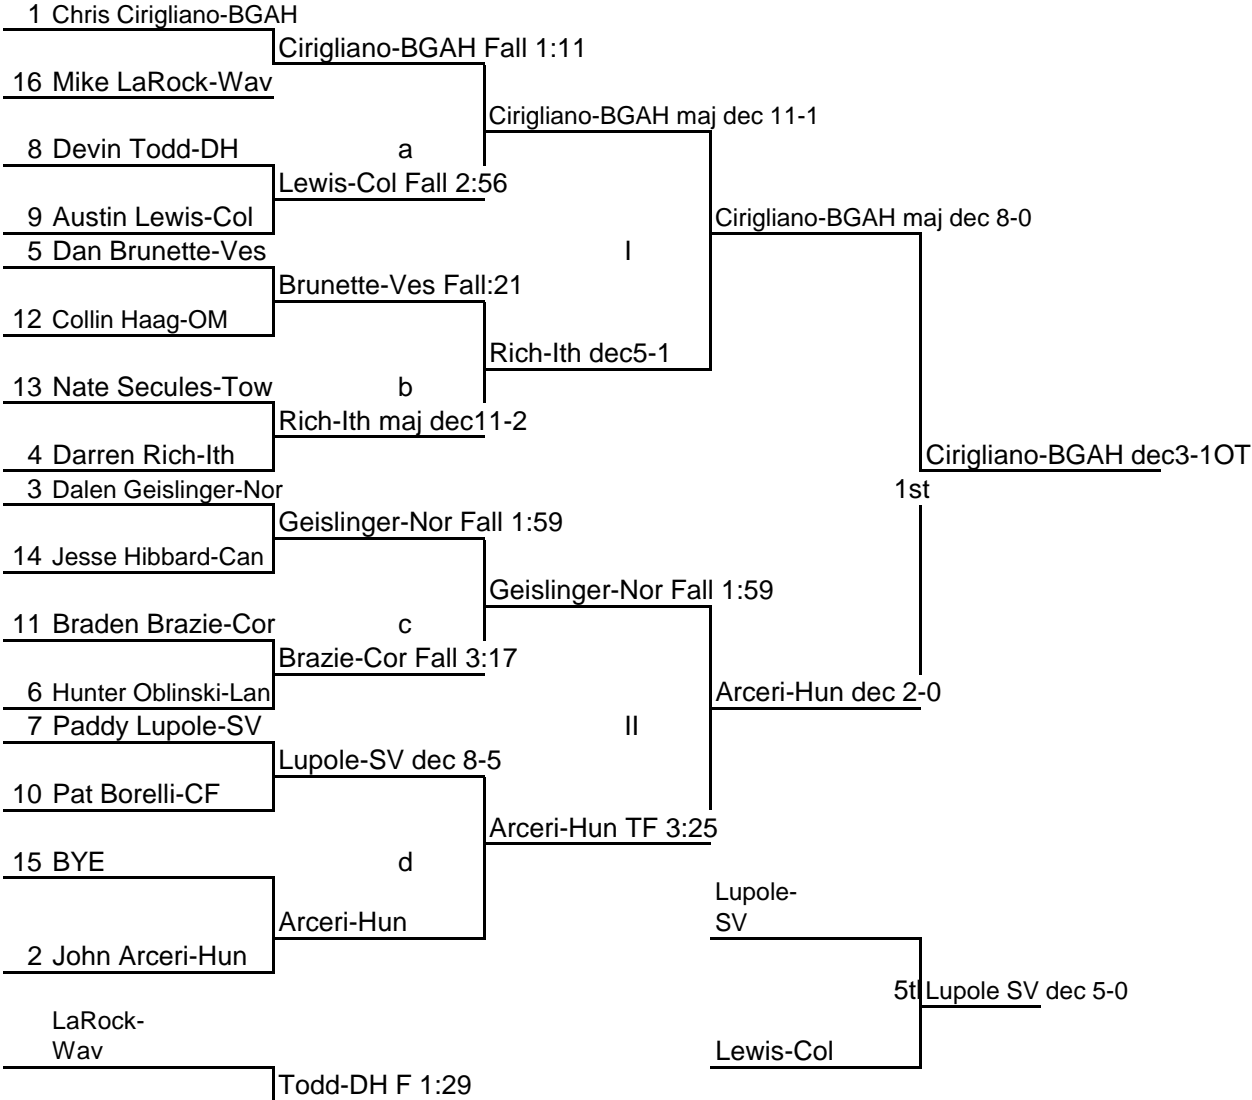 1 Chris Cirigliano-BGAH
Cirigliano-BGAH Fall 1:11
16 Mike LaRock-Wav
Cirigliano-BGAH maj dec 11-1
8 Devin Todd-DH
a
Lewis-Col Fall 2:56
9 Austin Lewis-Col
Cirigliano-BGAH maj dec 8-0
5 Dan Brunette-Ves
I
Brunette-Ves Fall:21
12 Collin Haag-OM
Rich-Ith dec5-1
13 Nate Secules-Tow
b
Rich-Ith maj dec11-2
4 Darren Rich-Ith
Cirigliano-BGAH dec3-1OT
3 Dalen Geislinger-Nor
1st
Geislinger-Nor Fall 1:59
14 Jesse Hibbard-Can
Geislinger-Nor Fall 1:59
11 Braden Brazie-Cor
c
Brazie-Cor Fall 3:17
6 Hunter Oblinski-Lan
Arceri-Hun dec 2-0
7 Paddy Lupole-SV
II
Lupole-SV dec 8-5
10 Pat Borelli-CF
Arceri-Hun TF 3:25
15 BYE
d
Lupole-
SV
Arceri-Hun
2 John Arceri-Hun
5th
Lupole SV dec 5-0
LaRock-
Wav
Lewis-Col
Todd-DH F 1:29